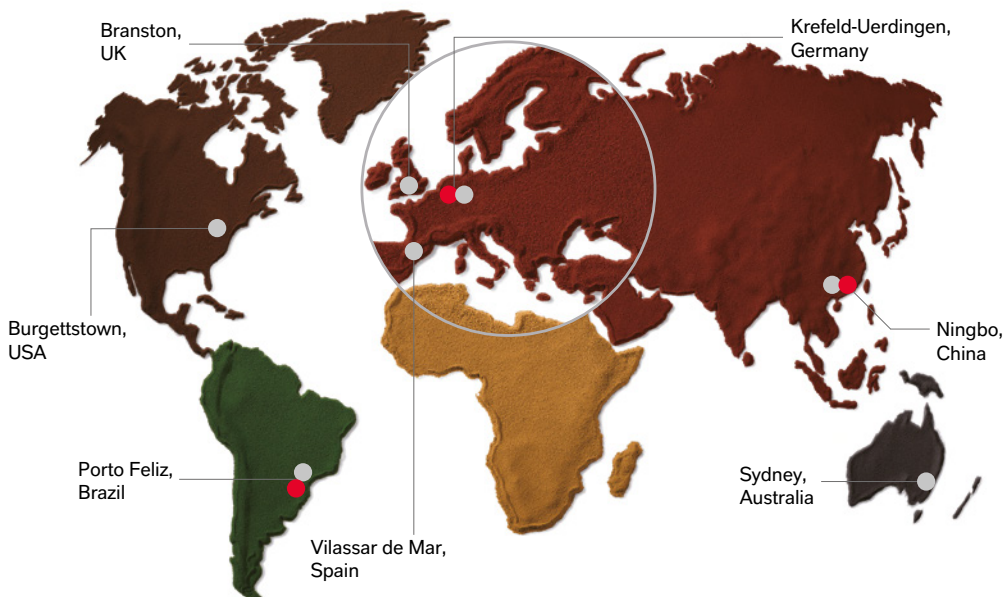 Branston,
UK
Krefeld-Uerdingen,
Germany
Burgettstown,
USA
Ningbo,
China
Porto Feliz,
Brazil
Sydney,
Australia
Vilassar de Mar,
Spain